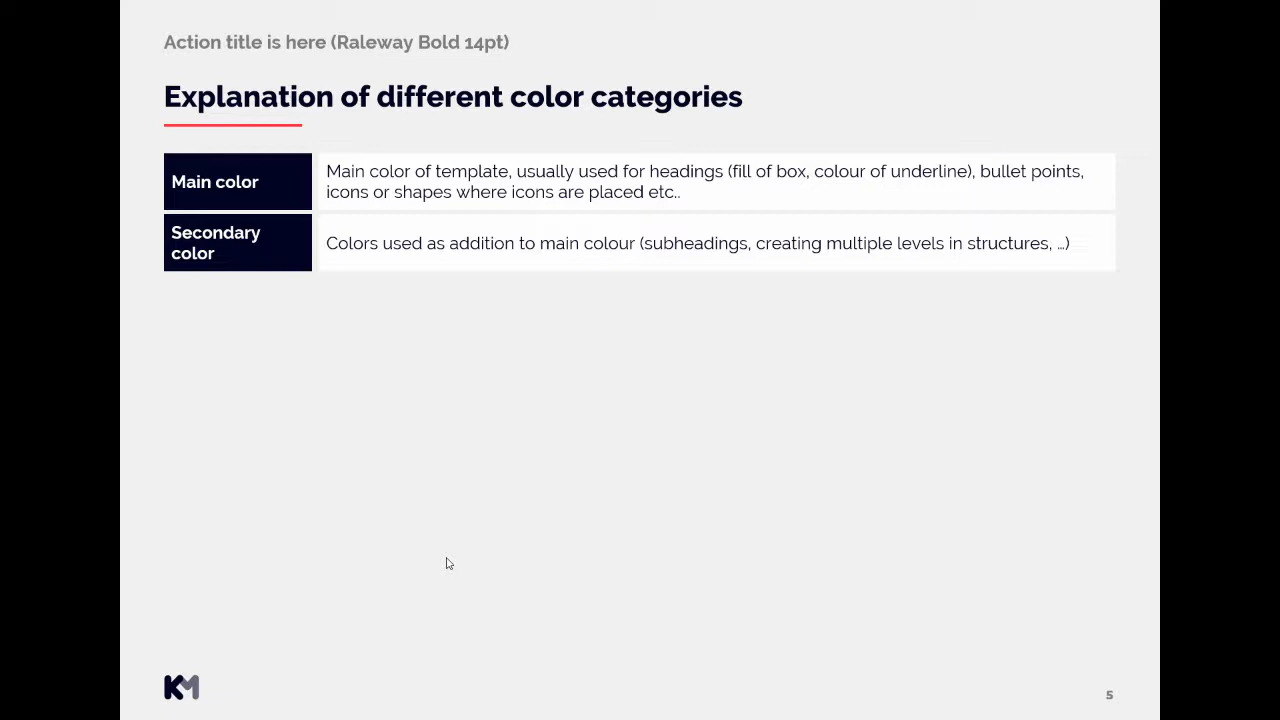 Action title is here (Raleway Bold 14pt)
Explanation of different color categories
Main color
Main color of template, usually used for headings (fill of box, colour of underline), bullet points,
icons or shapes where icons are placed etc..
Secondary
color
Colors used as addition to main colour (subheadings, creating multiple levels in structures, …)
KM
5